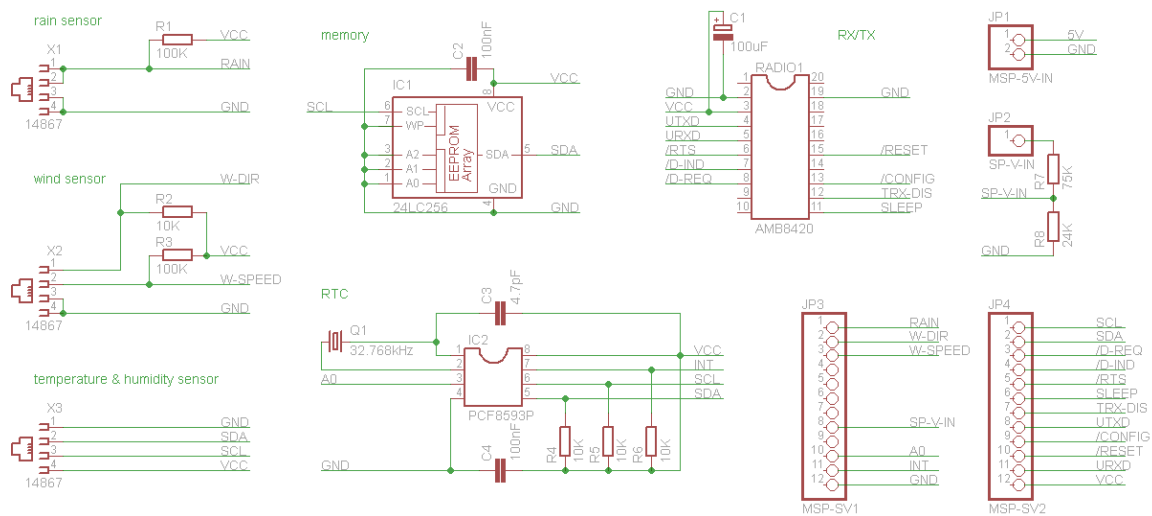 rain sensor
X1
1
2
3
4
14867
R1
100K
VCC
RAIN
GND
wind sensor
X2
1
2
3
4
14867
W-DIR
R2
10K
R3
100K
VCC
W-SPEED
GND
temperature & humidity sensor
X3
1
2
3
4
14867
GND
SDA
SCL
VCC
memory
C2
100nF
VCC
IC1
SCL
6
7
3
2
1
8
5
4
SCL
WP
A2
A1
A0
VCC
EEPROM
Array
SDA
GND
24LC256
SDA
GND
RTC
C3
4.7pF
Q1
32.768kHz
IC2
1
2
3
4
8
7
6
5
PCF8593P
A0
VCC
INT
SCL
SDA
R4
10K
R5
10K
R6
10K
GND
C4
100nF
RX/TX
+
C1
100uF
RADIO1
1
2
3
4
5
6
7
8
9
10
20
19
18
17
16
15
14
13
12
11
AMB8420
GND
VCC
UTXD
URXD
/RTS
/D-IND
/D-REQ
GND
/RESET
/CONFIG
TRX-DIS
SLEEP
JP1
1
2
5V
GND
MSP-5V-IN
JP2
1
SP-V-IN
R7
75K
SP-V-IN
R8
24K
GND
JP3
1
2
3
4
5
6
7
8
9
10
11
12
MSP-SV1
RAIN
W-DIR
W-SPEED
SP-V-IN
A0
INT
GND
JP4
1
2
3
4
5
6
7
8
9
10
11
12
MSP-SV2
SCL
SDA
/D-REQ
/D-IND
/RTS
SLEEP
TRX-DIS
UTXD
/CONFIG
/RESET
URXD
VCC